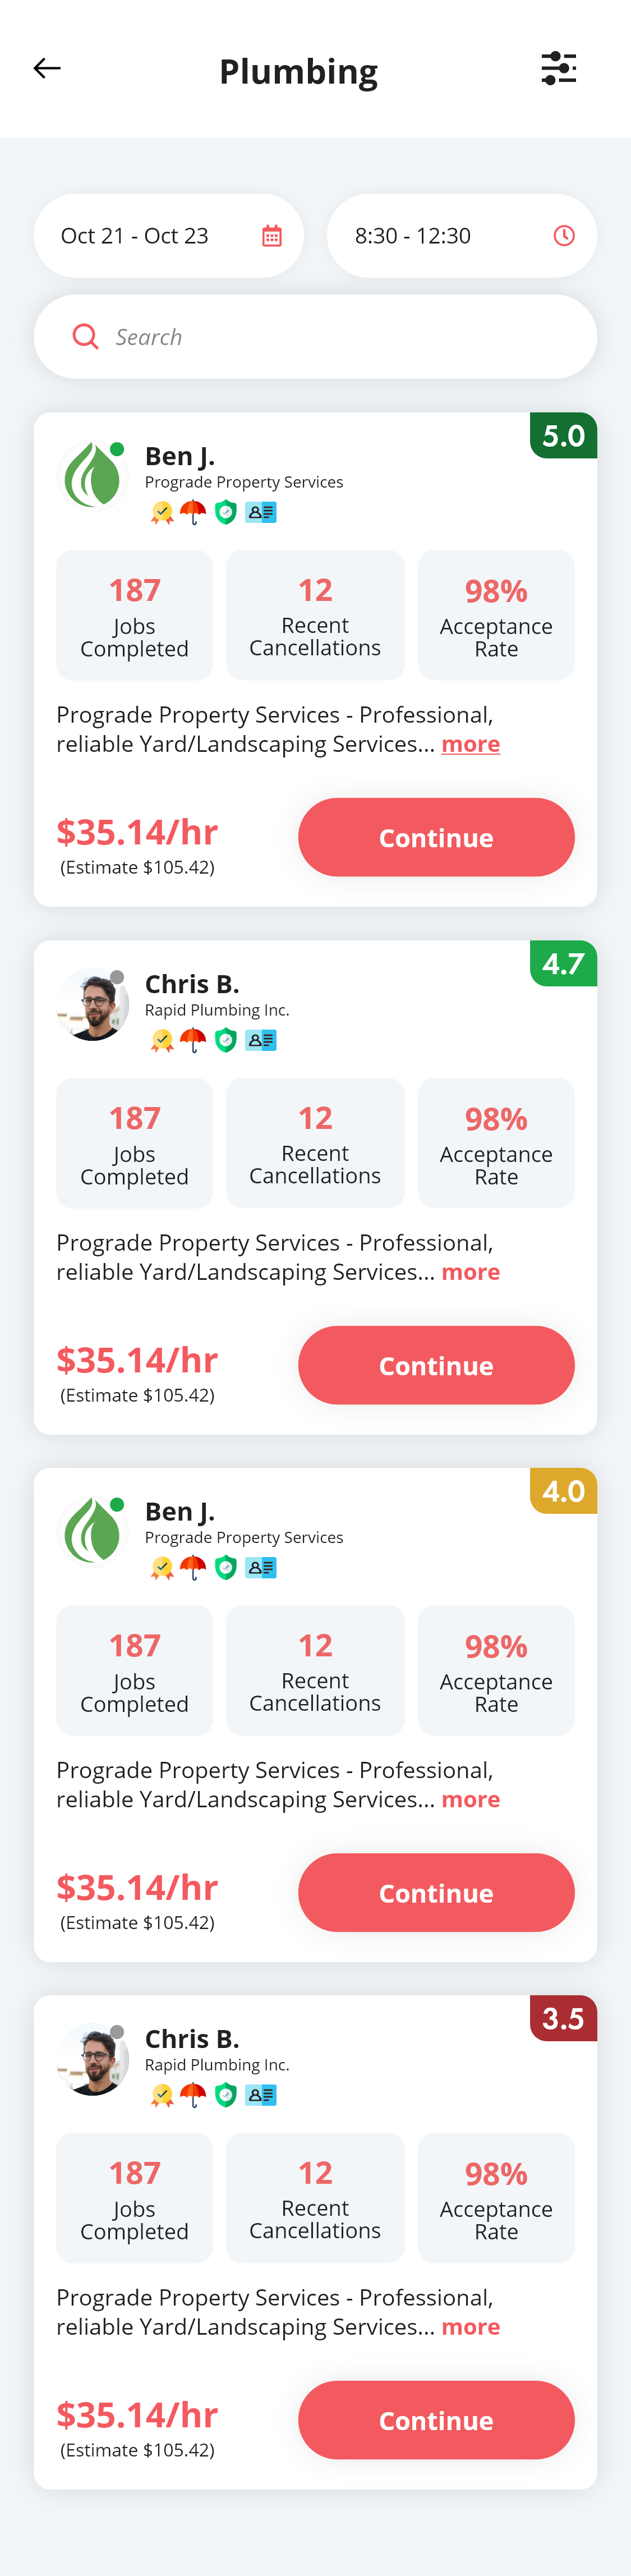 Plumbing
Oct 21 - Oct 23
8:30 - 12:30
Search
5.0
Ben J.
Prograde Property Services
187
Jobs
Completed
12
Recent
Cancellations
98%
Acceptance
Rate
Prograde Property Services - Professional,
reliable Yard/Landscaping Services... more
$35.14/hr
(Estimate $105.42)
Continue
4.7
Chris B.
Rapid Plumbing Inc.
187
Jobs
Completed
12
Recent
Cancellations
98%
Acceptance
Rate
Prograde Property Services - Professional,
reliable Yard/Landscaping Services... more
$35.14/hr
(Estimate $105.42)
Continue
4.0
Ben J.
Prograde Property Services
187
Jobs
Completed
12
Recent
Cancellations
98%
Acceptance
Rate
Prograde Property Services - Professional,
reliable Yard/Landscaping Services... more
$35.14/hr
(Estimate $105.42)
Continue
3.5
Chris B.
Rapid Plumbing Inc.
187
Jobs
Completed
12
Recent
Cancellations
98%
Acceptance
Rate
Prograde Property Services - Professional,
reliable Yard/Landscaping Services... more
$35.14/hr
(Estimate $105.42)
Continue